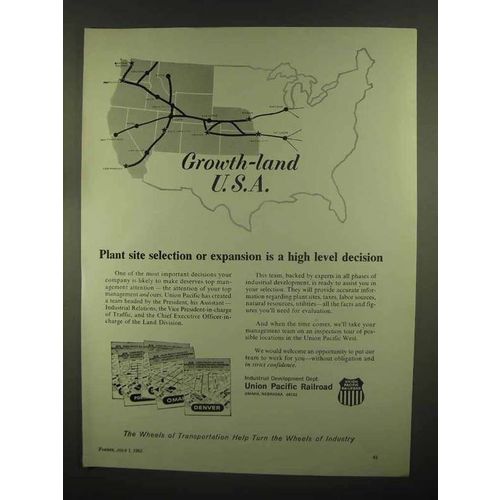 Growth-land
U.S.A.
Plant site selection or expansion is a high level decision
One of the most important decisions your
company is likely to make deserves top man-
agement attention — the attention of your top
management and ours. Union Pacific has created
a team headed by the President, his Assistant—
Industrial Relations, the Vice President-in-charge
of Traffic, and the Chief Executive Officer-in-
charge of the Land Division.
This team, backed by experts in all phases of
industrial development, is ready to assist you in
your selection. They will provide accurate infor-
mation regarding plant sites, taxes, labor sources,
natural resources, utilities— all the facts and fig-
ures you'll need for evaluation.
And when the time comes, we'll take your
management team on an inspection tour of pos-
sible locations in the Union Pacific West.
We would welcome an opportunity to put our
team to work for you—without obligation and
in strict confidence.
OMAHA
DENVER
Industrial Development Dept.
Union Pacific Railroad
OMAHA, NEBRASKA 68102
UNION
PACIFIC
RAILROAD
The Wheels of Transportation Help Turn the Wheels of Industry
FORBES, JULY 1, 1965